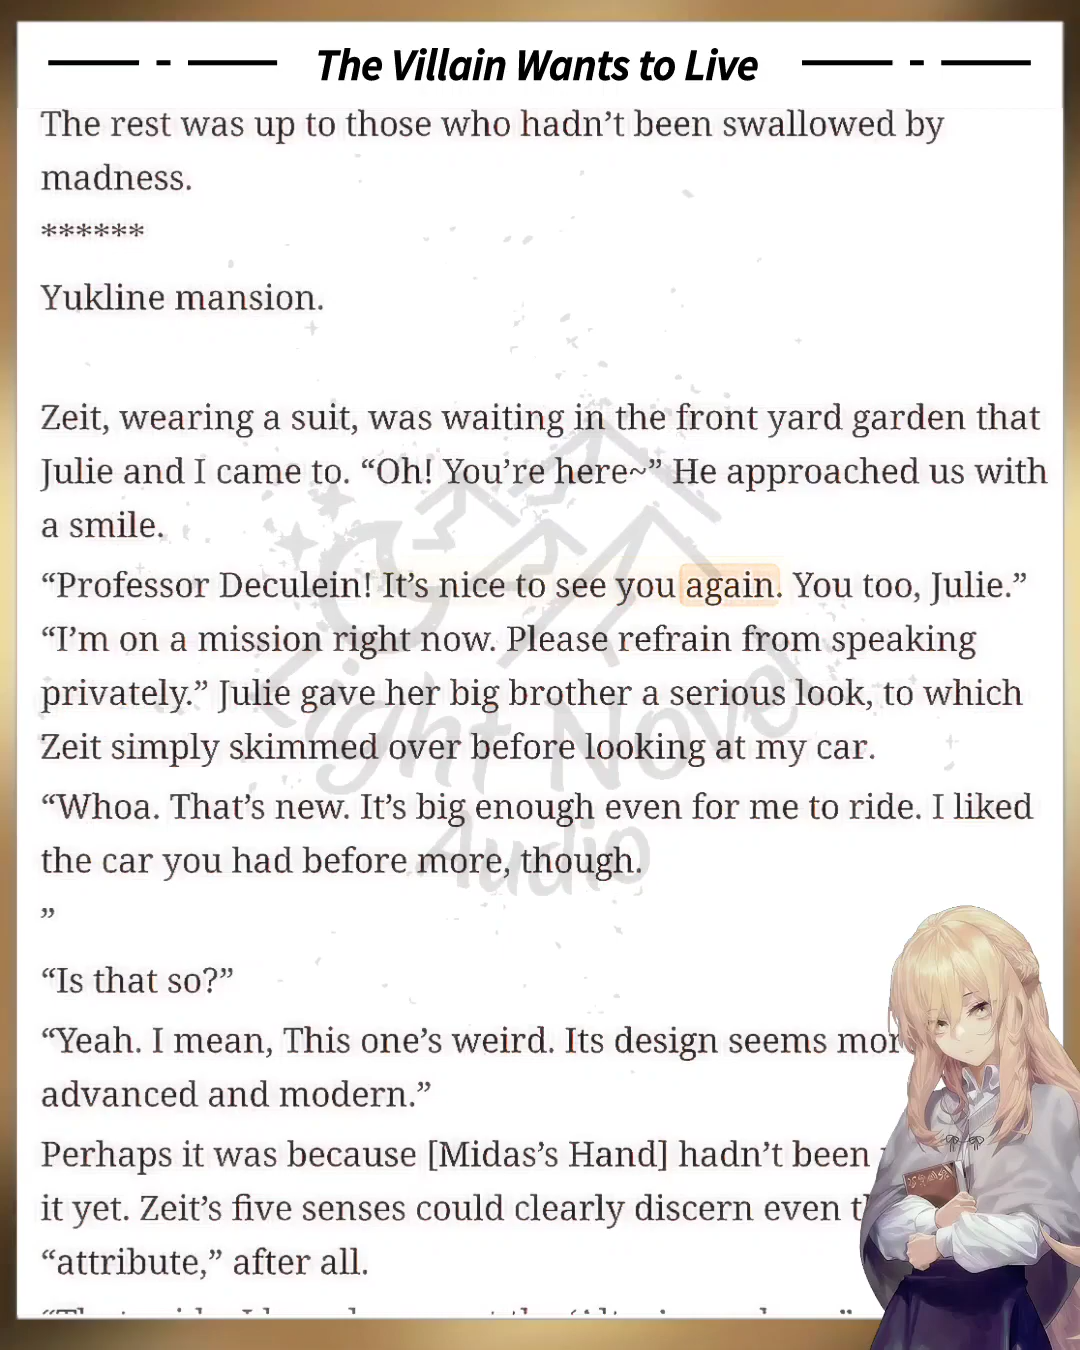 The Villain Wants to Live
The rest was up to those who hadn’t been swallowed by
madness.
******
Yukline mansion.
Zeit, wearing a suit, was waiting in the front yard garden that
Julie and I came to. “Oh! You’re here~” He approached us with
a smile.
“Professor Deculein! It’s nice to see you again. You too, Julie.”
“I’m on a mission right now. Please refrain from speaking
privately.” Julie gave her big brother a serious look, to which
Zeit simply skimmed over before looking at my car.
“Whoa. That’s new. It’s big enough even for me to ride. I liked
the car you had before more, though.
”
“Is that so?”
“Yeah. I mean, This one’s weird. Its design seems mor
advanced and modern.”
Perhaps it was because [Midas’s Hand] hadn’t been
it yet. Zeit’s five senses could clearly discern even
“attribute,” after all.
Light Novel
Audio